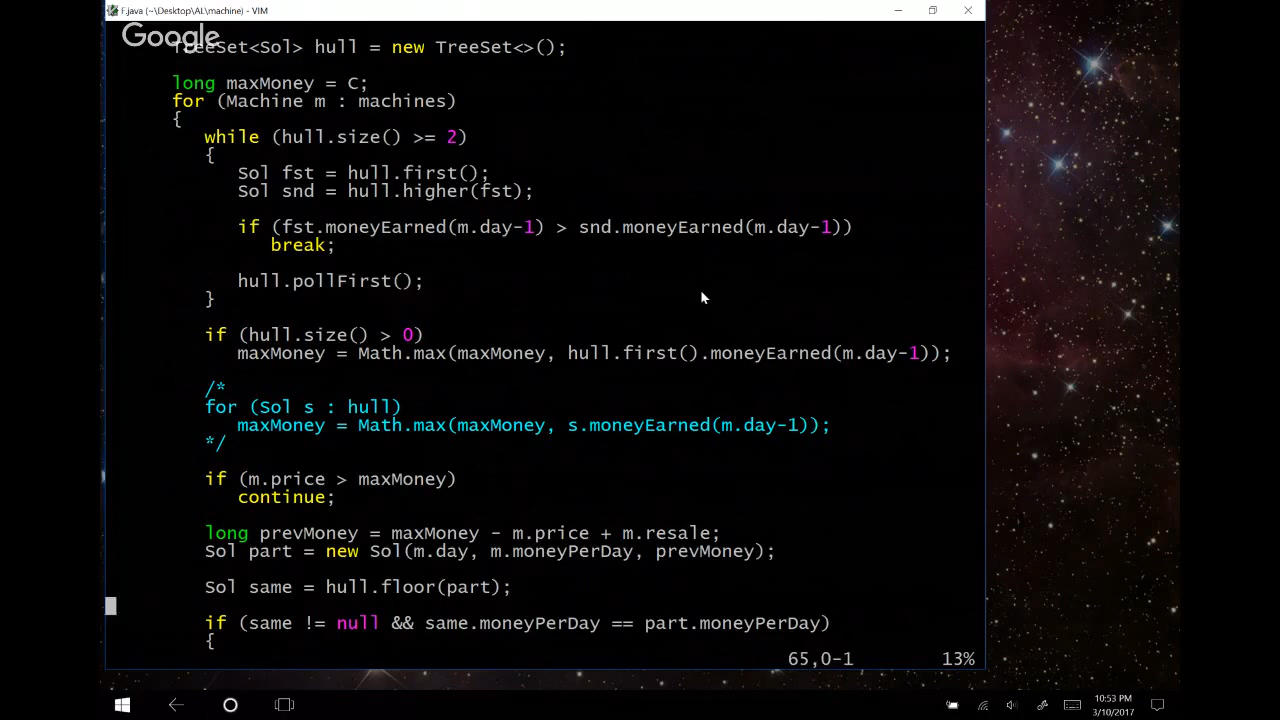 F.java (~\Desktop\AL\machine) - VIM
Google
TreeSet<Sol> hull = new TreeSet<>();
long maxMoney = C;
for (Machine m : machines)
{
while (hull.size() >= 2)
{
Sol fst = hull.first();
Sol snd = hull.higher(fst);
if (fst.moneyEarned(m.day-1) > snd.moneyEarned(m.day-1))
break;
hull.pollFirst();
}
if (hull.size() > 0)
maxMoney = Math.max(maxMoney, hull.first().moneyEarned(m.day-1));
/*
for (Sol s : hull)
maxMoney = Math.max(maxMoney, s.moneyEarned(m.day-1));
*/
if (m.price > maxMoney)
continue;
long prevMoney = maxMoney - m.price + m.resale;
Sol part = new Sol(m.day, m.moneyPerDay, prevMoney);
Sol same = hull.floor(part);
if (same != null && same.moneyPerDay == part.moneyPerDay)
{
65,0-1 13%
10:53 PM
3/10/2017